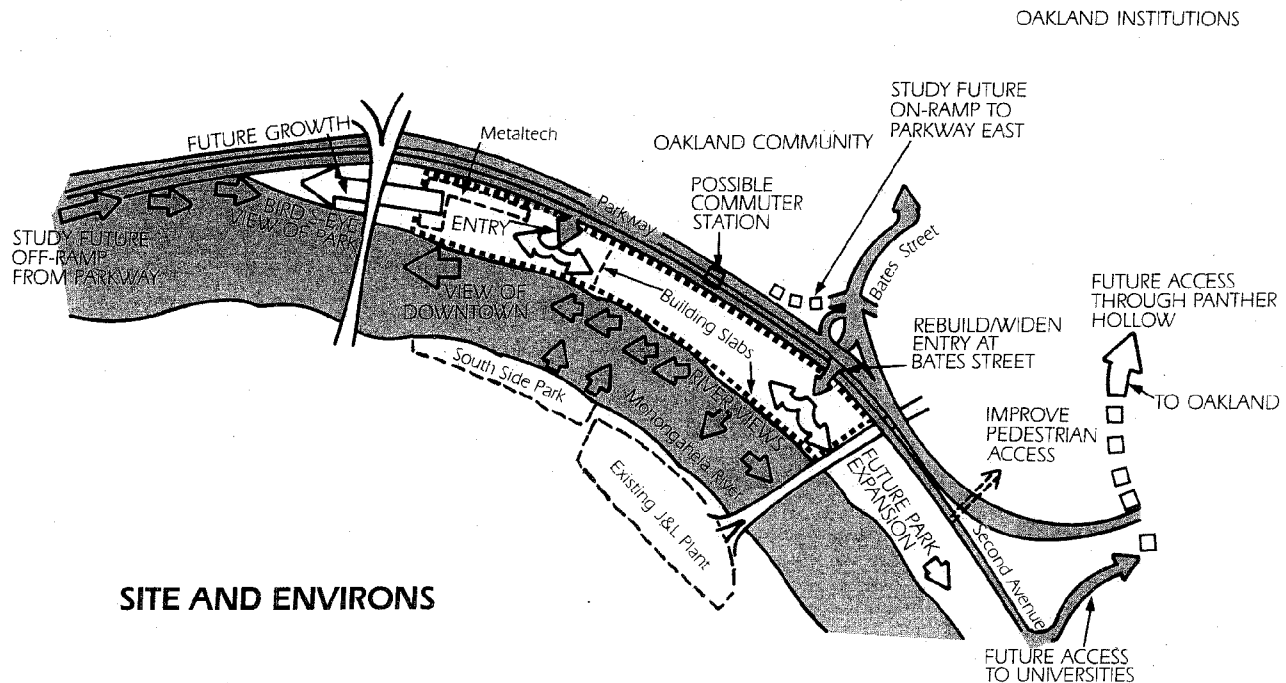 OAKLAND INSTITUTIONS
STUDY FUTURE
ON-RAMP TO
PARKWAY EAST
FUTURE GROWTH
Metaltech
OAKLAND COMMUNITY
POSSIBLE
COMMUTER
STATION
Parkway
Bates Street
BIRD'S-EYE
VIEW OF PARK
ENTRY
STUDY FUTURE
OFF-RAMP
FROM PARKWAY
VIEW OF
DOWNTOWN
Building Slabs
FUTURE ACCESS
THROUGH PANTHER
HOLLOW
REBUILD/WIDEN
ENTRY AT
BATES STREET
TO OAKLAND
South Side Park
RIVER VIEWS
Monongahela River
IMPROVE
PEDESTRIAN
ACCESS
Existing J&L Plant
FUTURE PARK
EXPANSION
Second Avenue
SITE AND ENVIRONS
FUTURE ACCESS
TO UNIVERSITIES